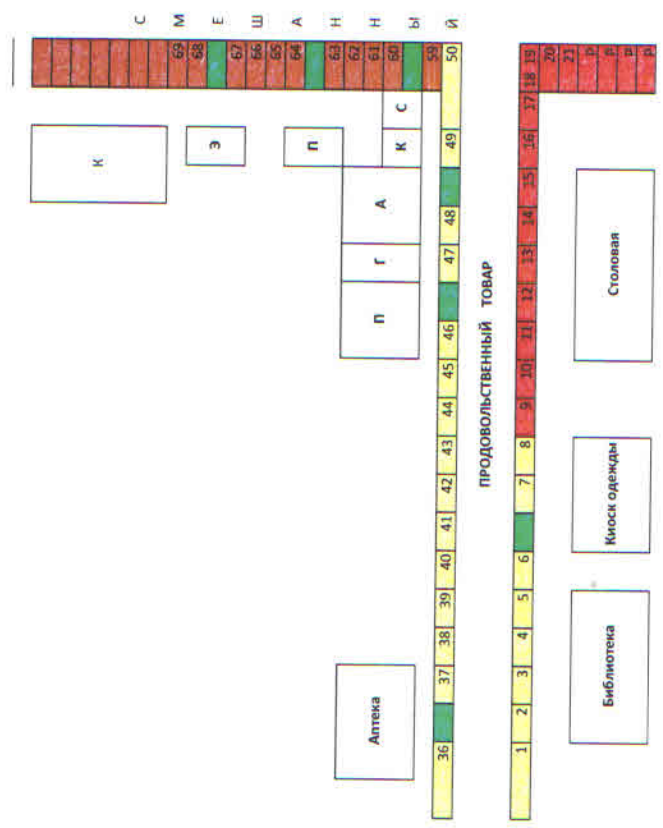 К
Э
П
К
С
А
Г
П
Аптека
69
68
67
66
65
64
63
62
61
60
59
СМЕШАННЫЙ
36 37 38 39 40 41 42 43 44 45 46 47 48 49 50
ПРОДОВОЛЬСТВЕННЫЙ ТОВАР
1 2 3 4 5 6 7 8 9 10 11 12 13 14 15 16 17 18 19
20
21
Р
Р
Р
Р
Библиотека
Киоск одежды
Столовая